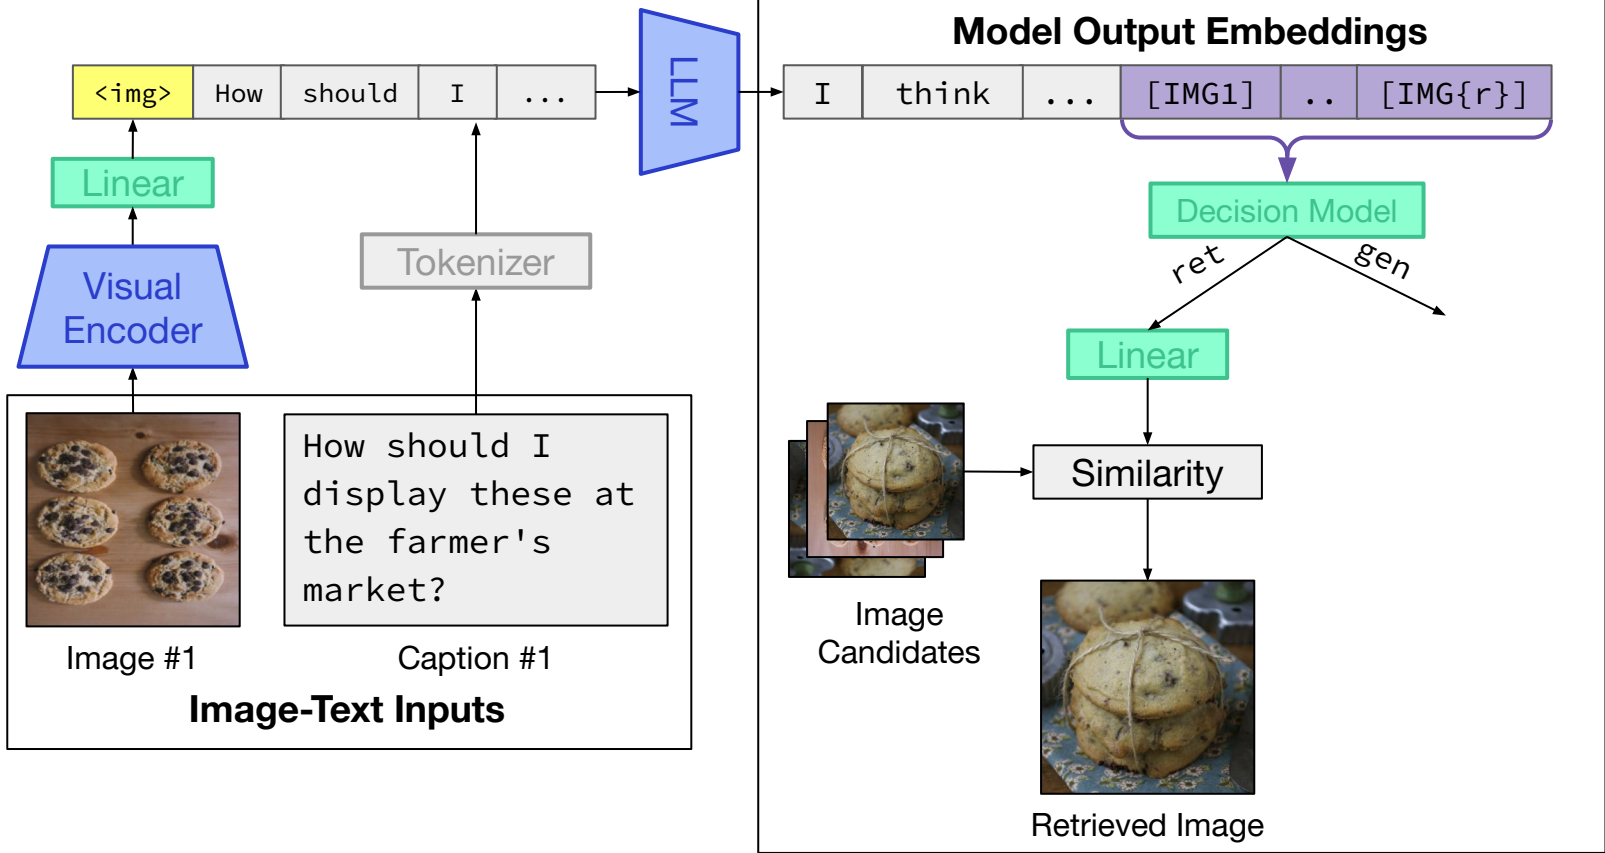 <img> How should I ...
Linear
Visual
Encoder
Tokenizer
How should I
display these at
the farmer's
market?
Image #1
Caption #1
Image-Text Inputs
LLM
Model Output Embeddings
I think ... [IMG1] .. [IMG{r}]
Decision Model
ret
gen
Linear
Similarity
Image
Candidates
Retrieved Image